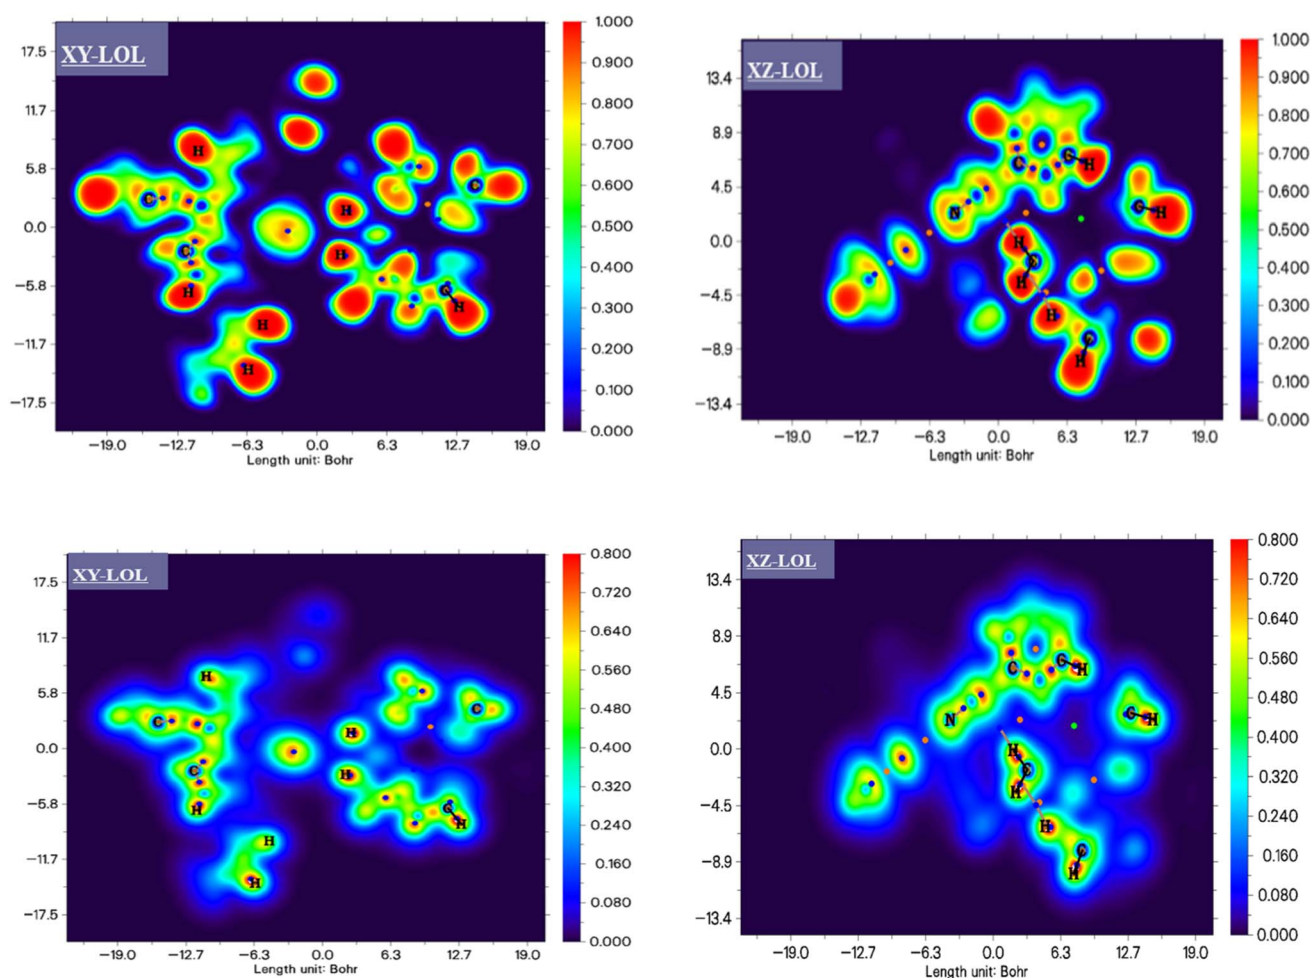 XY-LOL
17.5
11.7
5.8
0.0
−5.8
−11.7
−17.5
−19.0 −12.7 −6.3 0.0 6.3 12.7 19.0
Length unit: Bohr
1.000
0.900
0.800
0.700
0.600
0.500
0.400
0.300
0.200
0.100
0.000
H
C
H
C
H
H
C
H
C
H
H
H
XZ-LOL
13.4
8.9
4.5
0.0
−4.5
−8.9
−13.4
−19.0 −12.7 −6.3 0.0 6.3 12.7 19.0
Length unit: Bohr
1.000
0.900
0.800
0.700
0.600
0.500
0.400
0.300
0.200
0.100
0.000
C
C
H
N
C
H
H
C
H
H
C
H
XY-LOL
17.5
11.7
5.8
0.0
−5.8
−11.7
−17.5
−19.0 −12.7 −6.3 0.0 6.3 12.7 19.0
Length unit: Bohr
0.800
0.720
0.640
0.560
0.480
0.400
0.320
0.240
0.160
0.080
0.000
H
C
C
H
C
H
H
C
H
H
H
XZ-LOL
13.4
8.9
4.5
0.0
−4.5
−8.9
−13.4
−19.0 −12.7 −6.3 0.0 6.3 12.7 19.0
Length unit: Bohr
0.800
0.720
0.640
0.560
0.480
0.400
0.320
0.240
0.160
0.080
0.000
C
C
H
N
C
H
H
C
H
H
C
H